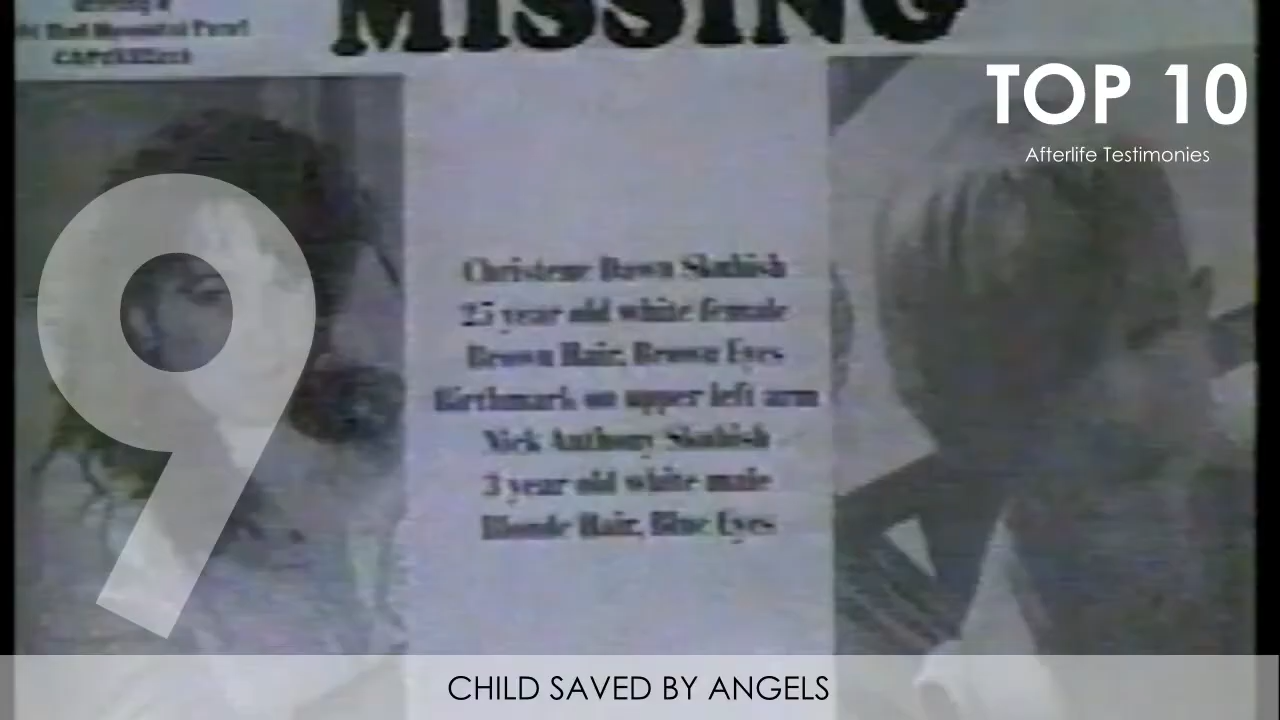 MISSING
TOP 10
Afterlife Testimonies
9
Christene Dawn Skubish
25 year old white female
Brown Hair, Brown Eyes
Birthmark on upper left arm
Nick Anthony Skubish
3 year old white male
Blonde Hair, Blue Eyes
CHILD SAVED BY ANGELS